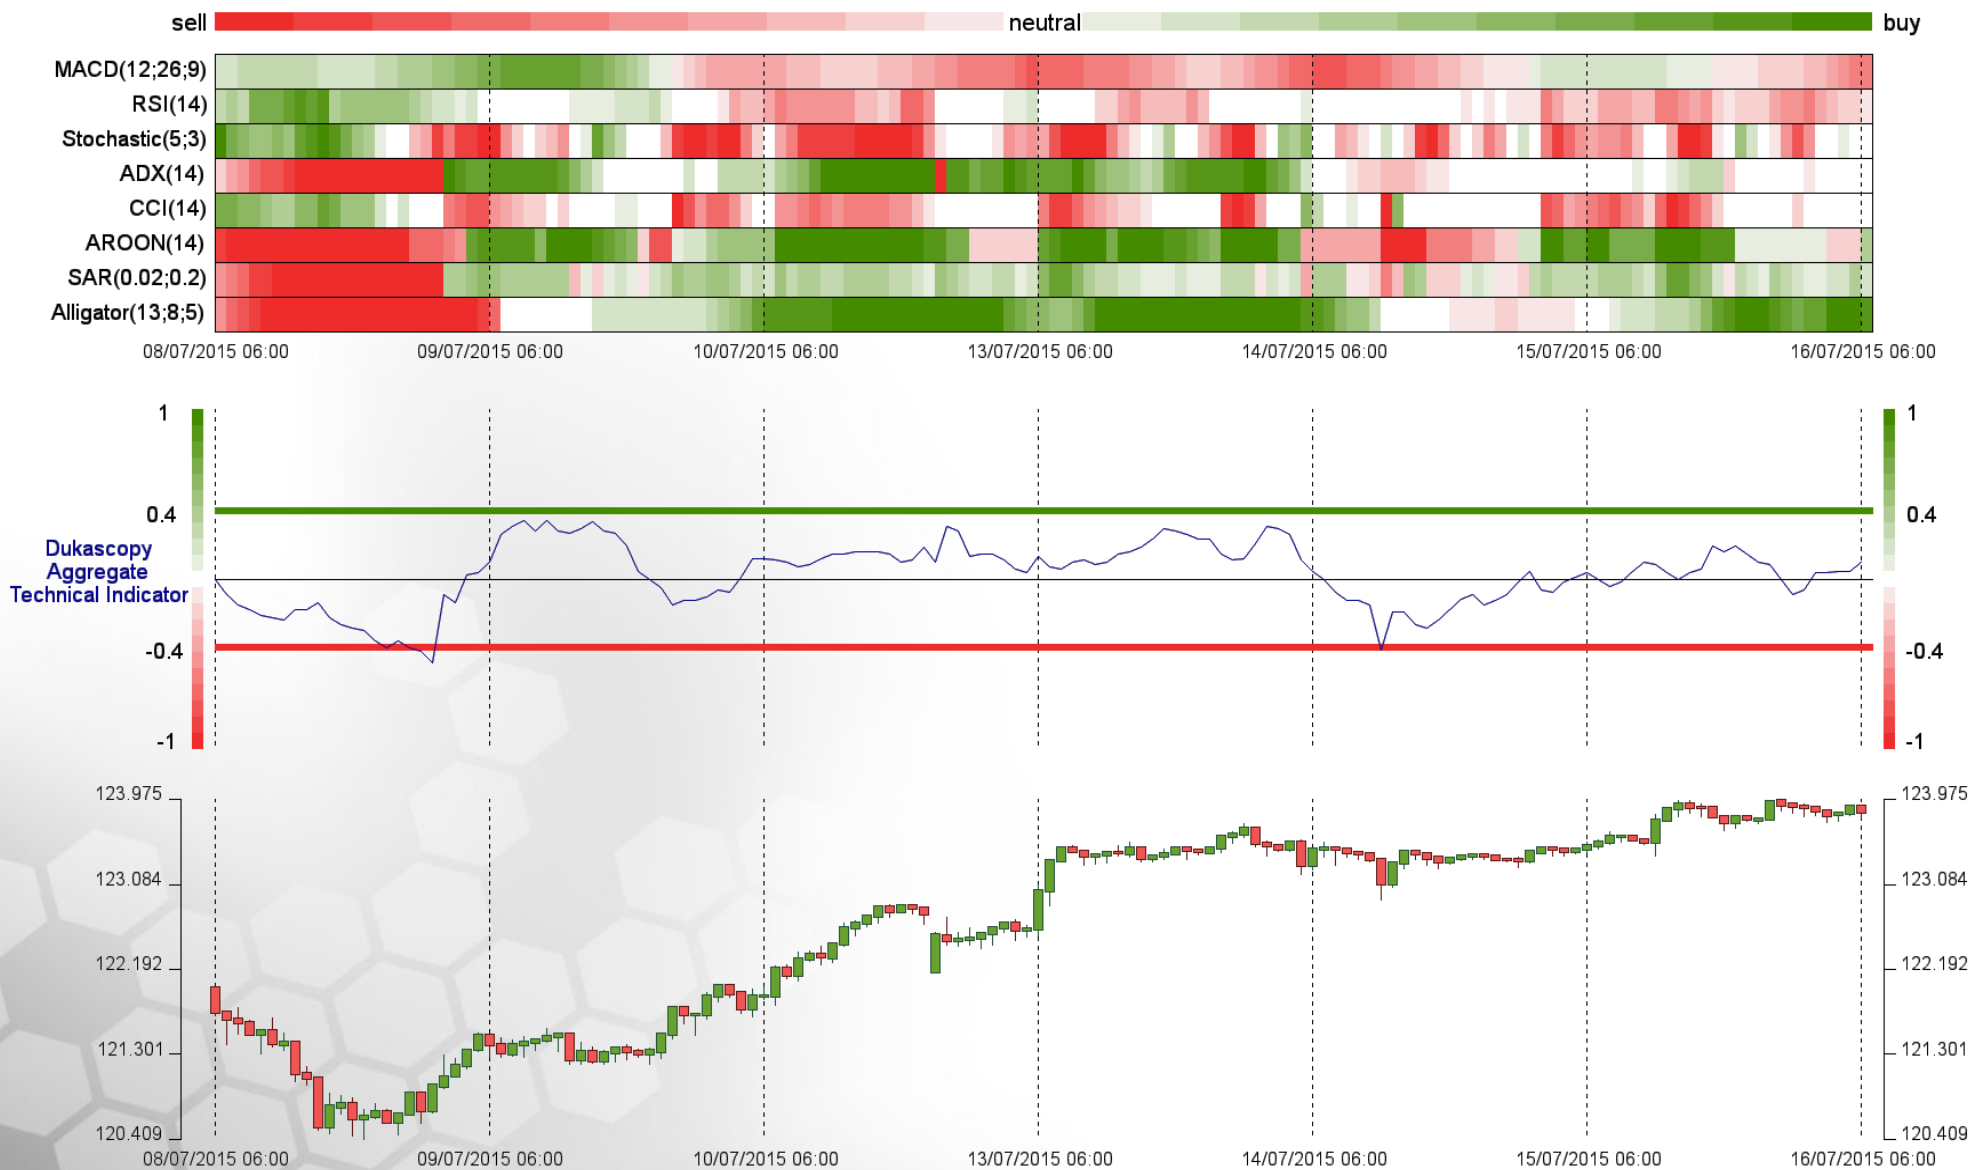 sell neutral buy
MACD(12;26;9)
RSI(14)
Stochastic(5;3)
ADX(14)
CCI(14)
AROON(14)
SAR(0.02;0.2)
Alligator(13;8;5)
08/07/2015 06:00 09/07/2015 06:00 10/07/2015 06:00 13/07/2015 06:00 14/07/2015 06:00 15/07/2015 06:00 16/07/2015 06:00
1 1
0.4 0.4
Dukascopy
Aggregate
Technical Indicator
-0.4 -0.4
-1 -1
123.975 123.975
123.084 123.084
122.192 122.192
121.301 121.301
120.409 120.409
08/07/2015 06:00 09/07/2015 06:00 10/07/2015 06:00 13/07/2015 06:00 14/07/2015 06:00 15/07/2015 06:00 16/07/2015 06:00